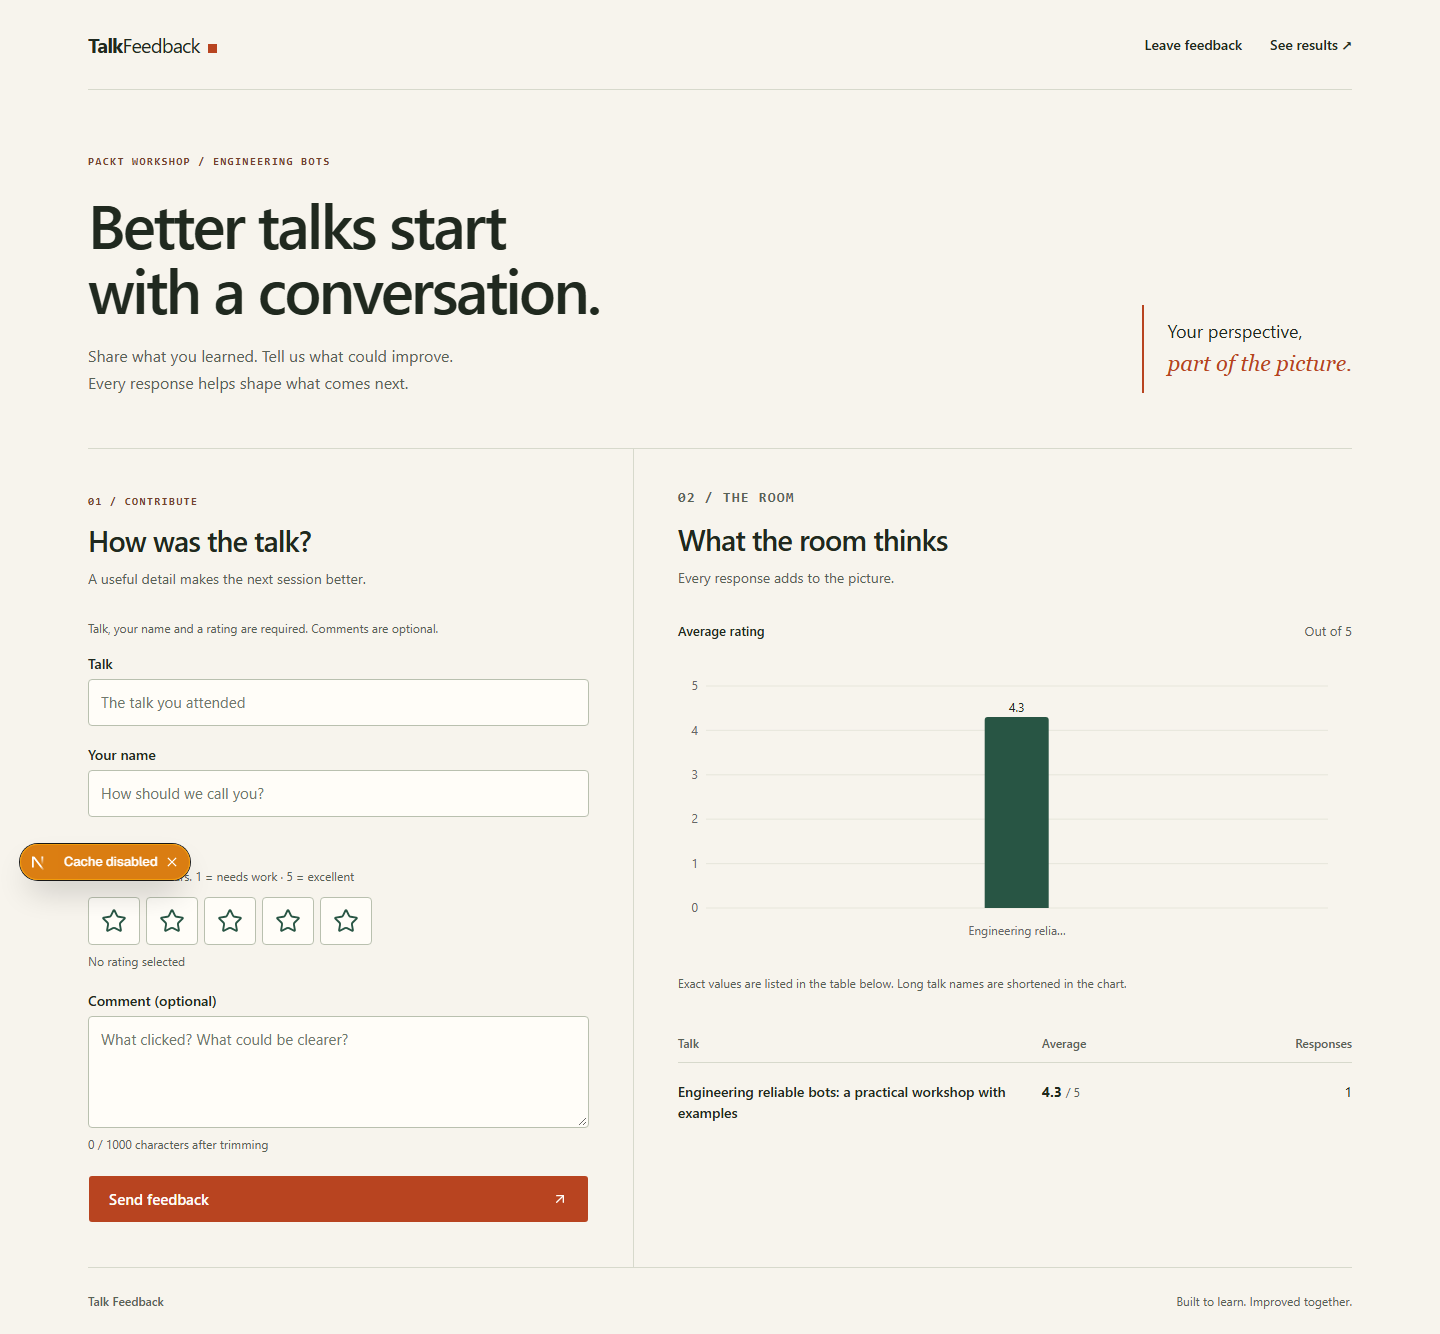 TalkFeedback
Leave feedback
See results ↗
PACKT WORKSHOP / ENGINEERING BOTS
Better talks start
with a conversation.
Share what you learned. Tell us what could improve.
Every response helps shape what comes next.
Your perspective,
part of the picture.
01 / CONTRIBUTE
How was the talk?
A useful detail makes the next session better.
Talk, your name and a rating are required. Comments are optional.
Talk
The talk you attended
Your name
How should we call you?
Cache disabled
1 = needs work · 5 = excellent
No rating selected
Comment (optional)
What clicked? What could be clearer?
0 / 1000 characters after trimming
Send feedback
02 / THE ROOM
What the room thinks
Every response adds to the picture.
Average rating
Out of 5
5
4.3
4
3
2
1
0
Engineering relia...
Exact values are listed in the table below. Long talk names are shortened in the chart.
Talk Average Responses
Engineering reliable bots: a practical workshop with
examples
4.3 / 5
1
Talk Feedback
Built to learn. Improved together.